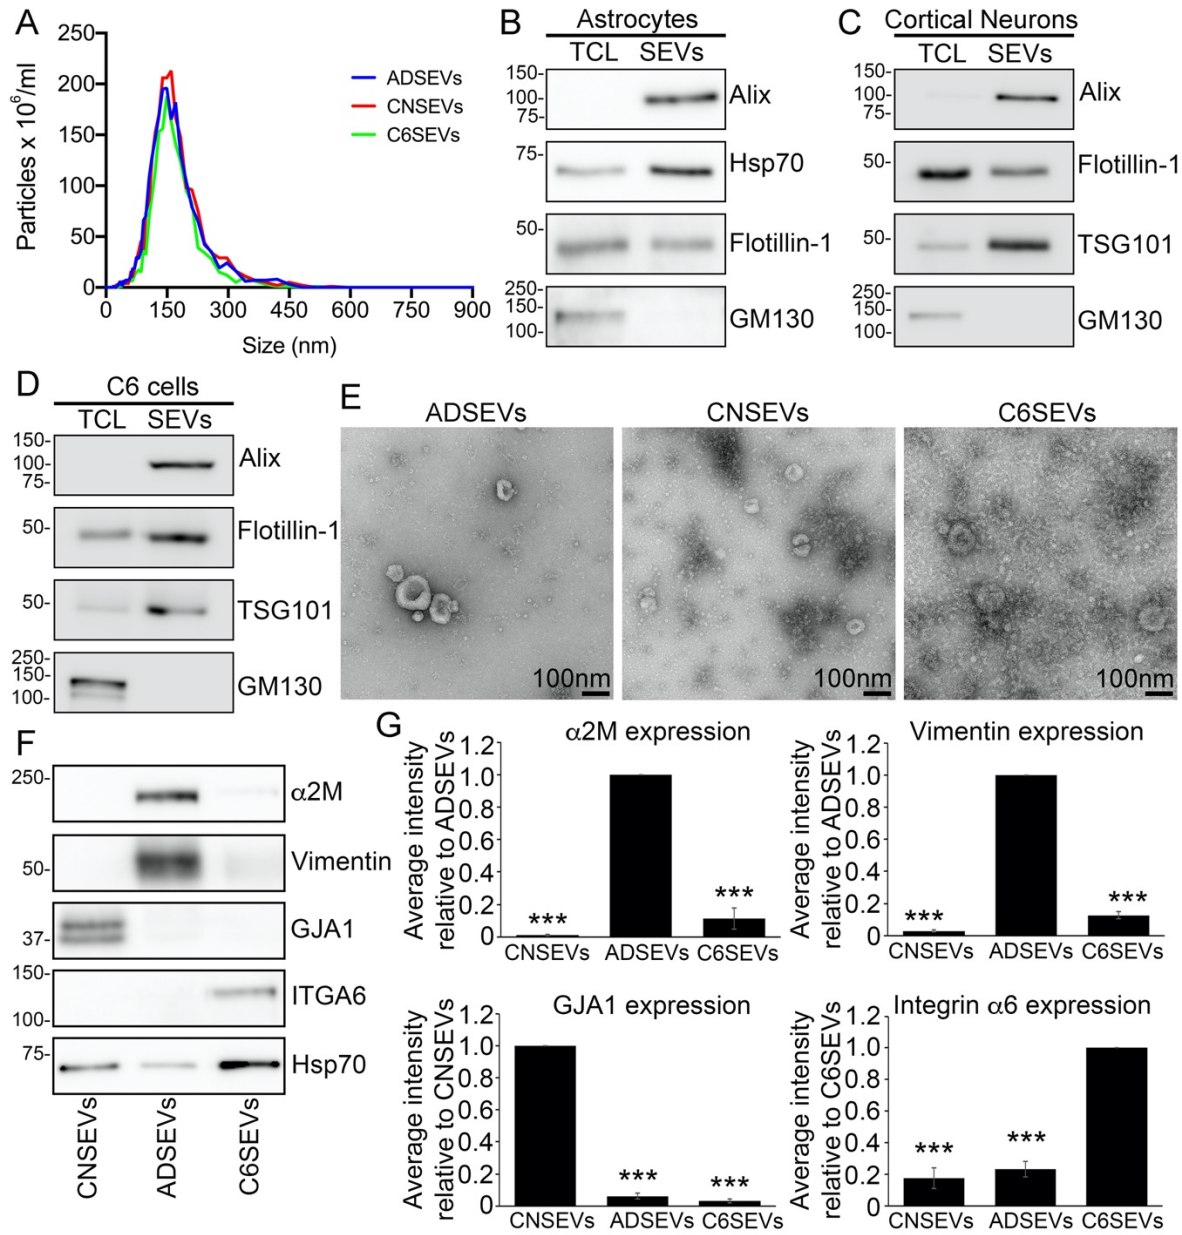 A
Particles x 10⁶/ml
250
200
150
100
50
0
0 150 300 450 600 750 900
Size (nm)
ADSEVs
CNSEVs
C6SEVs
B
Astrocytes
TCL SEVs
150-
100-
75-
Alix
75-
Hsp70
50-
Flotillin-1
250-
150-
100-
GM130
C
Cortical Neurons
TCL SEVs
150-
100-
75-
Alix
50-
Flotillin-1
50-
TSG101
250-
150-
100-
GM130
D
C6 cells
TCL SEVs
150-
100-
75-
Alix
50-
Flotillin-1
50-
TSG101
250-
150-
100-
GM130
E
ADSEVs
CNSEVs
C6SEVs
100nm
100nm
100nm
F
250-
α2M
50-
Vimentin
37-
GJA1
150-
100-
ITGA6
75-
Hsp70
CNSEVs
ADSEVs
C6SEVs
G
α2M expression
Average intensity
relative to ADSEVs
1.2
1.0
0.8
0.6
0.4
0.2
0
***
***
CNSEVs ADSEVs C6SEVs
Vimentin expression
Average intensity
relative to ADSEVs
1.2
1.0
0.8
0.6
0.4
0.2
0
***
***
CNSEVs ADSEVs C6SEVs
GJA1 expression
Average intensity
relative to CNSEVs
1.2
1.0
0.8
0.6
0.4
0.2
0
***
***
CNSEVs ADSEVs C6SEVs
Integrin α6 expression
Average intensity
relative to C6SEVs
1.2
1.0
0.8
0.6
0.4
0.2
0
***
***
CNSEVs ADSEVs C6SEVs